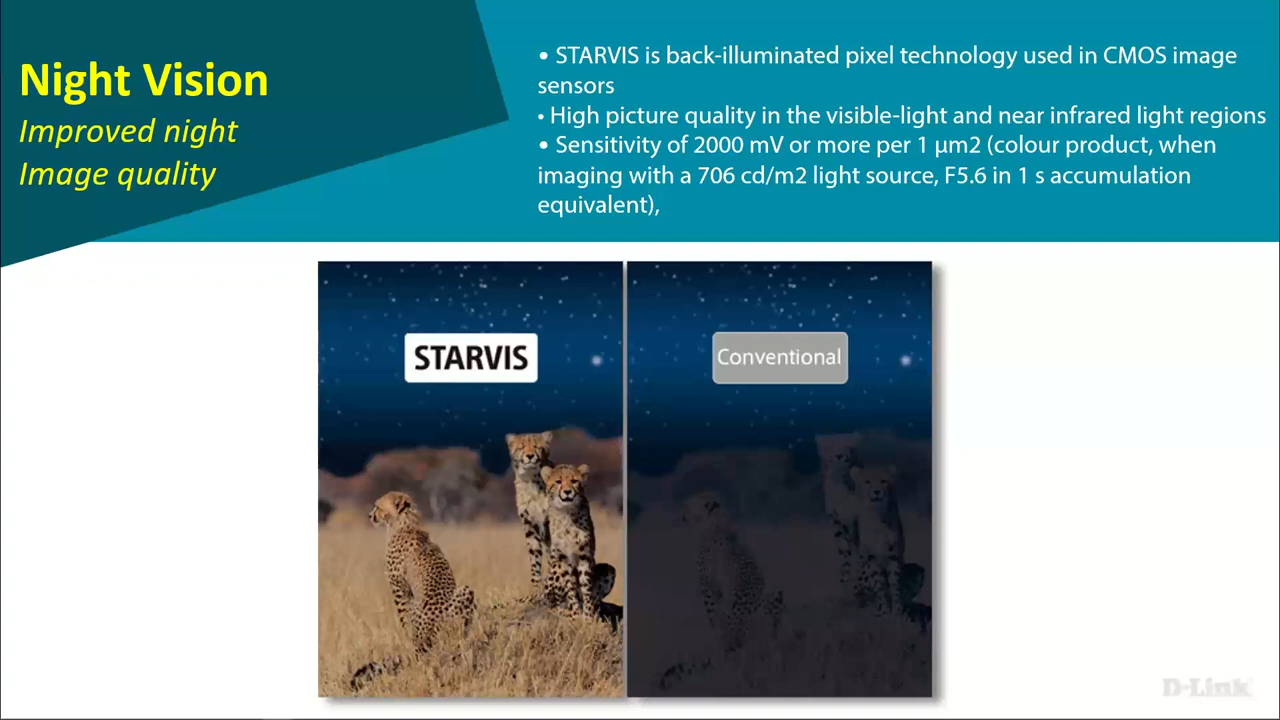 Night Vision
Improved night
Image quality
• STARVIS is back-illuminated pixel technology used in CMOS image
sensors
• High picture quality in the visible-light and near infrared light regions
• Sensitivity of 2000 mV or more per 1 μm2 (colour product, when
imaging with a 706 cd/m2 light source, F5.6 in 1 s accumulation
equivalent),
STARVIS
Conventional
D-Link